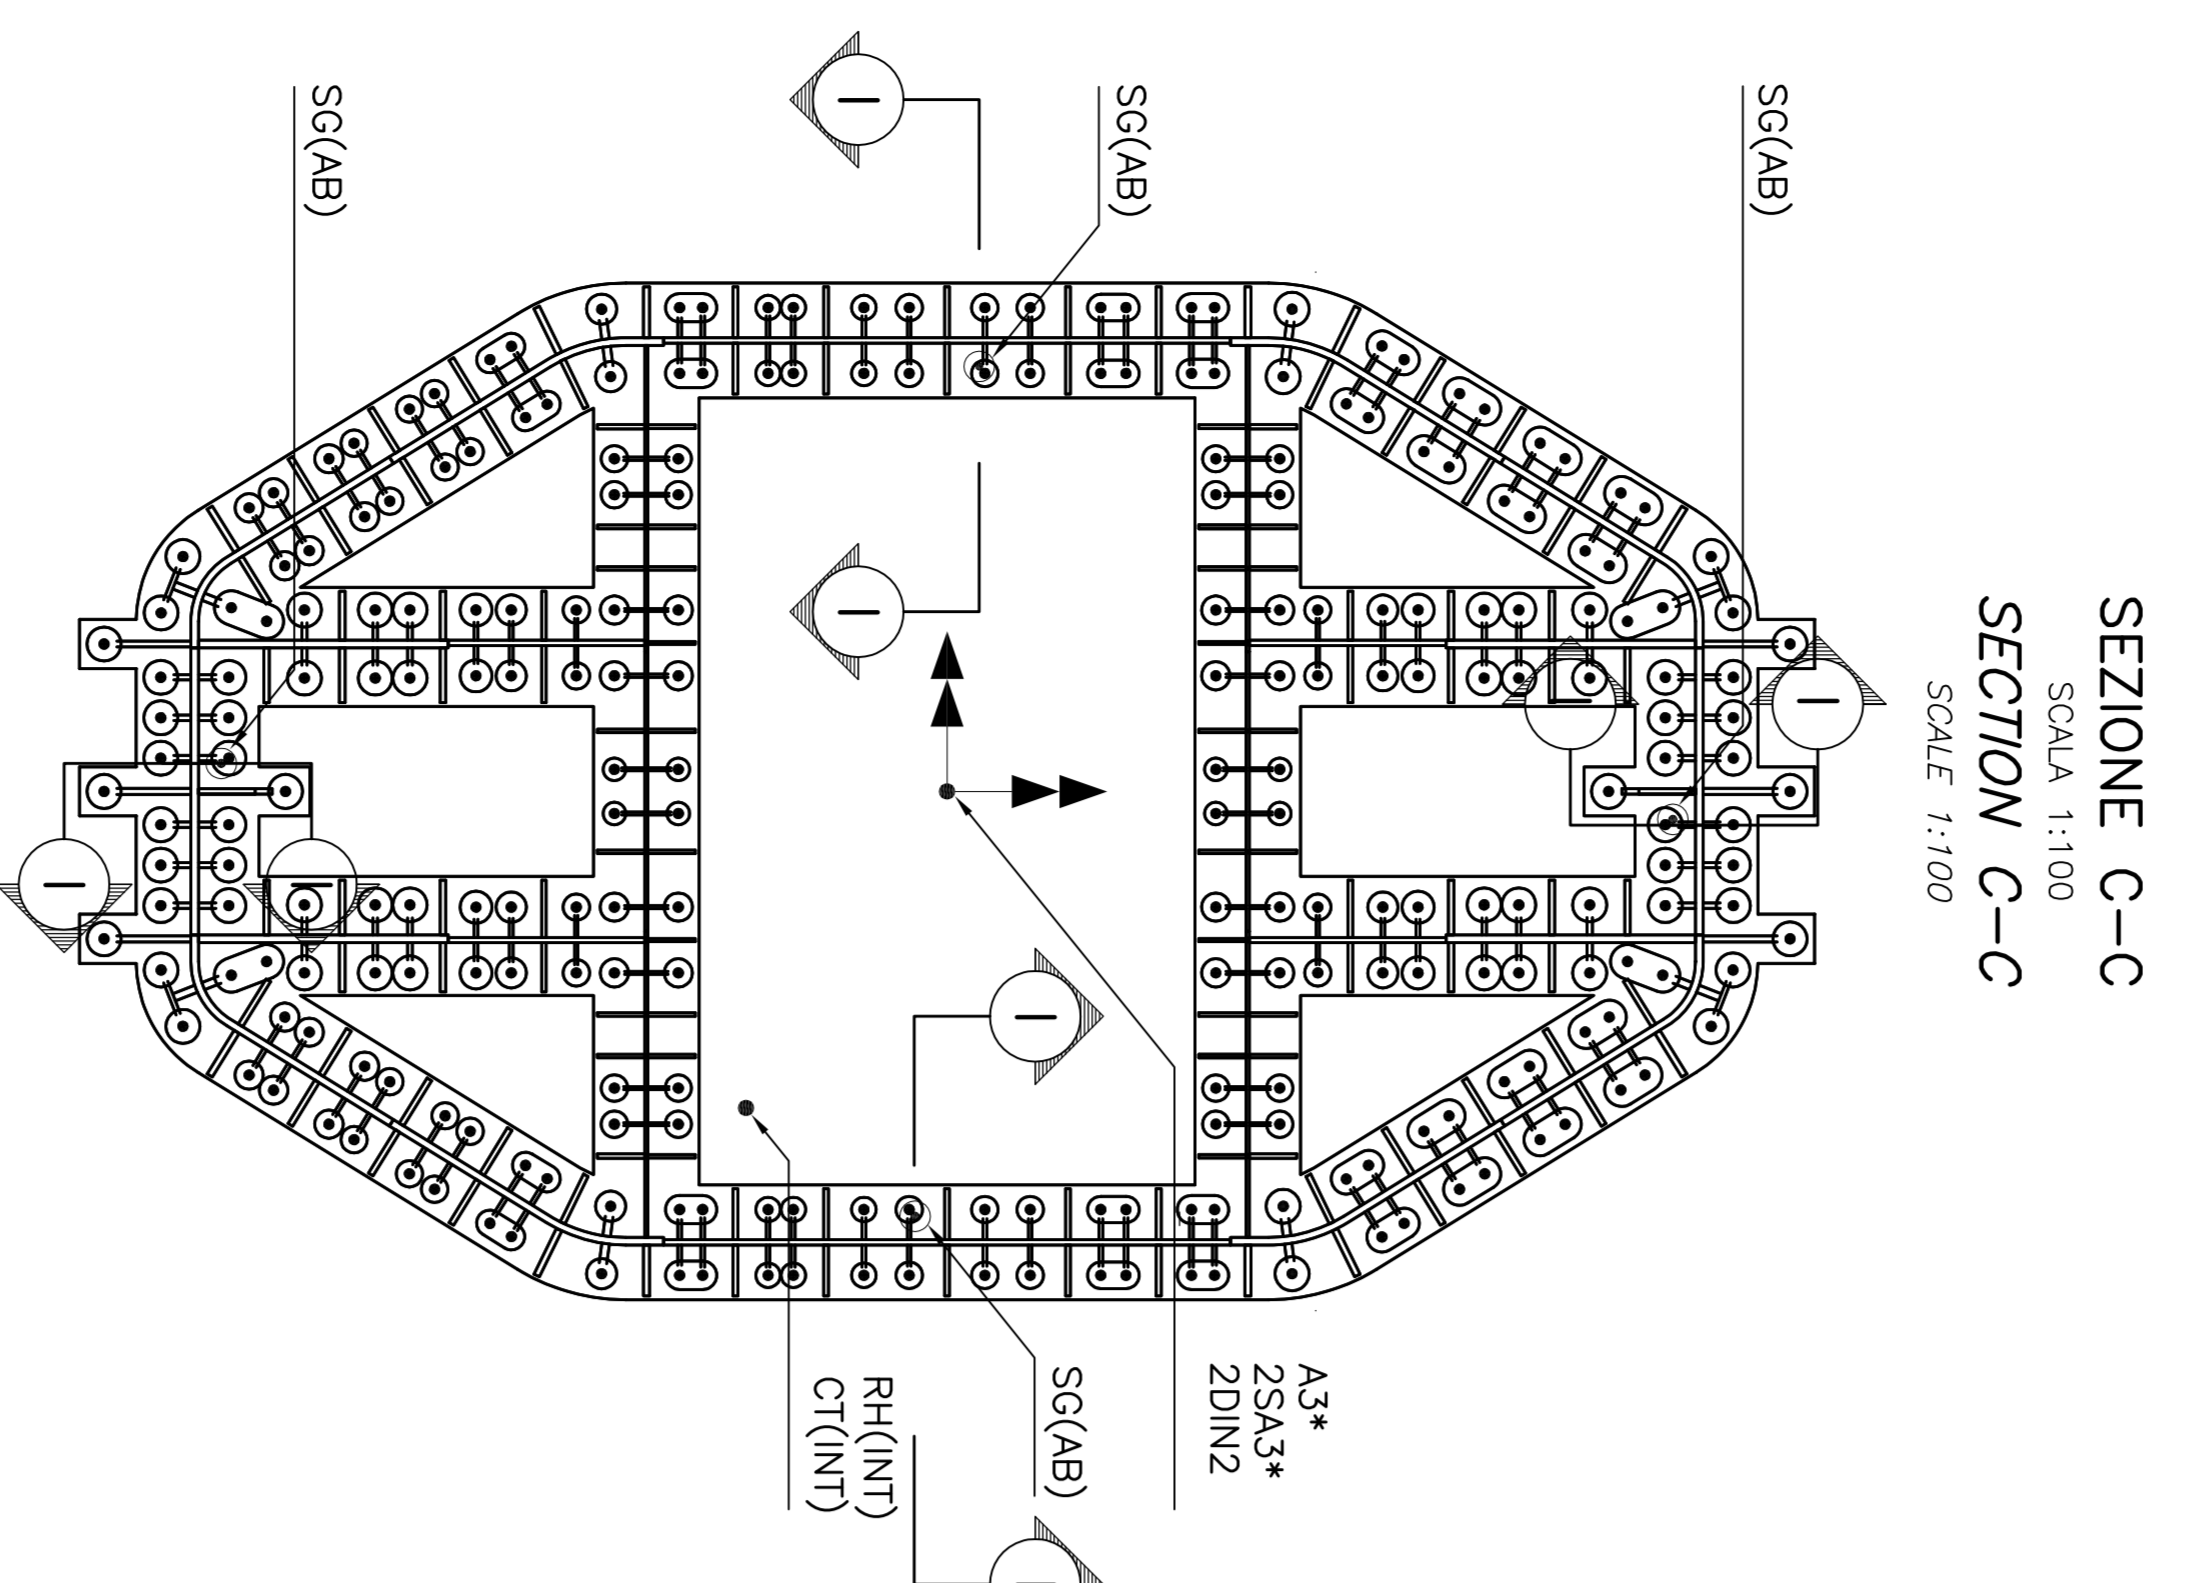 SEZIONE C-C
SCALA 1:100
SECTION C-C
SCALE 1:100
SG(AB)
SG(AB)
SG(AB)
A3*
2SA3*
2DIN2
SG(AB)
RH(INT)
CT(INT)